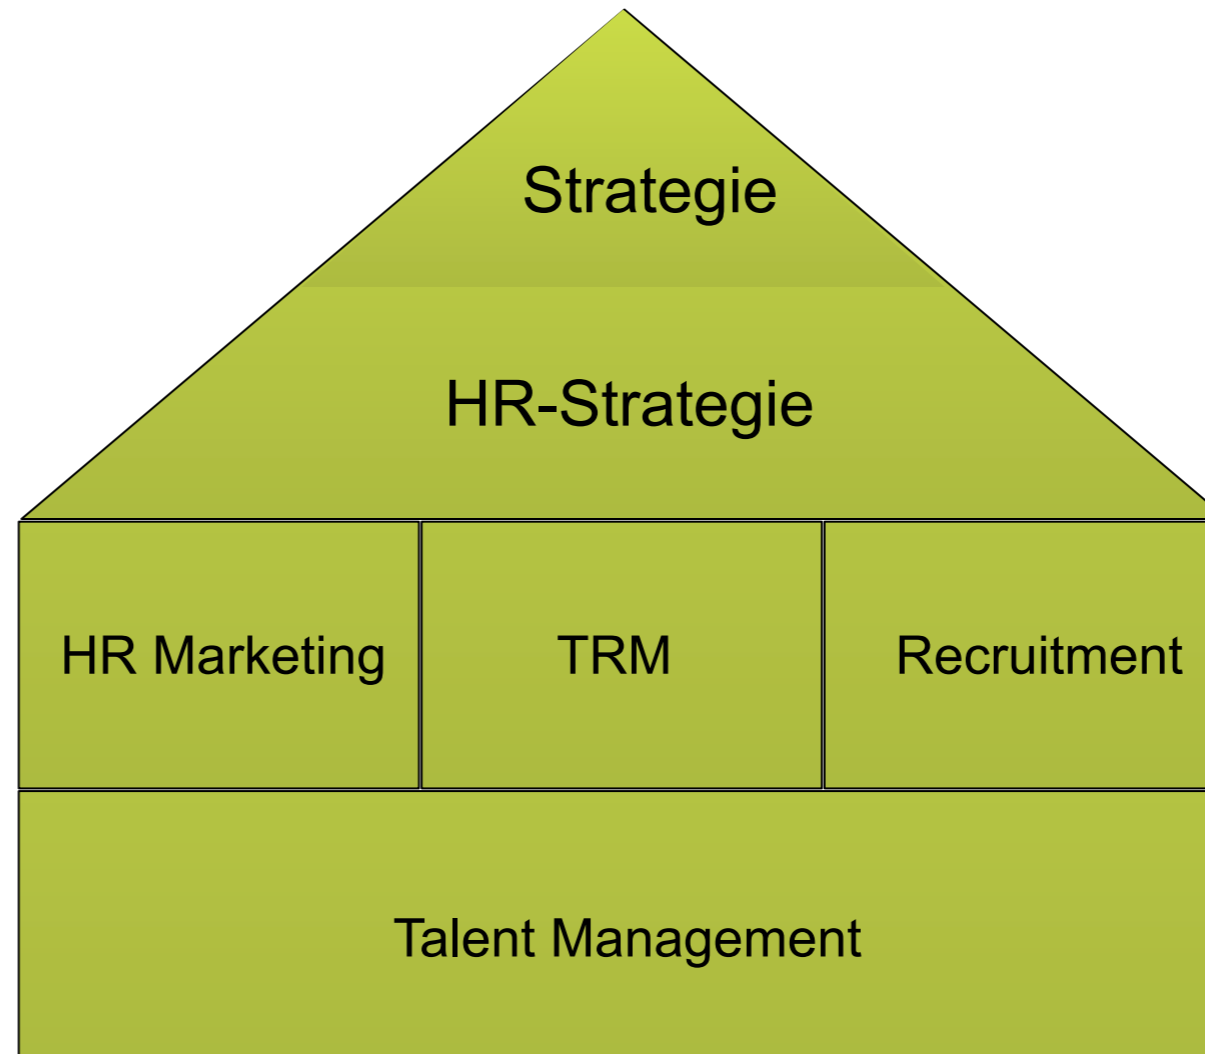 Strategie
HR-Strategie
HR Marketing
TRM
Recruitment
Talent Management